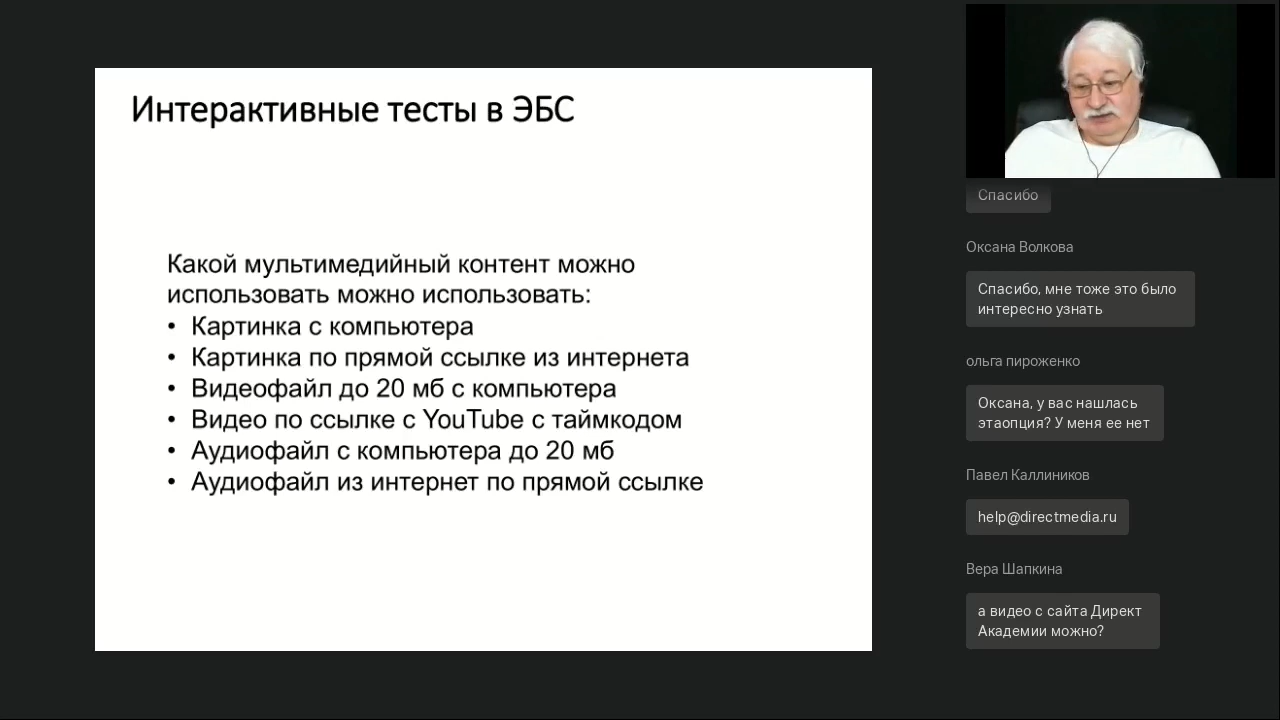 Интерактивные тесты в ЭБС
Какой мультимедийный контент можно
использовать можно использовать:
• Картинка с компьютера
• Картинка по прямой ссылке из интернета
• Видеофайл до 20 мб с компьютера
• Видео по ссылке с YouTube с таймкодом
• Аудиофайл с компьютера до 20 мб
• Аудиофайл из интернет по прямой ссылке
Спасибо
Оксана Волкова
Спасибо, мне тоже это было
интересно узнать
ольга пироженко
Оксана, у вас нашлась
этаопция? У меня ее нет
Павел Каллиников
help@directmedia.ru
Вера Шапкина
а видео с сайта Директ
Академии можно?